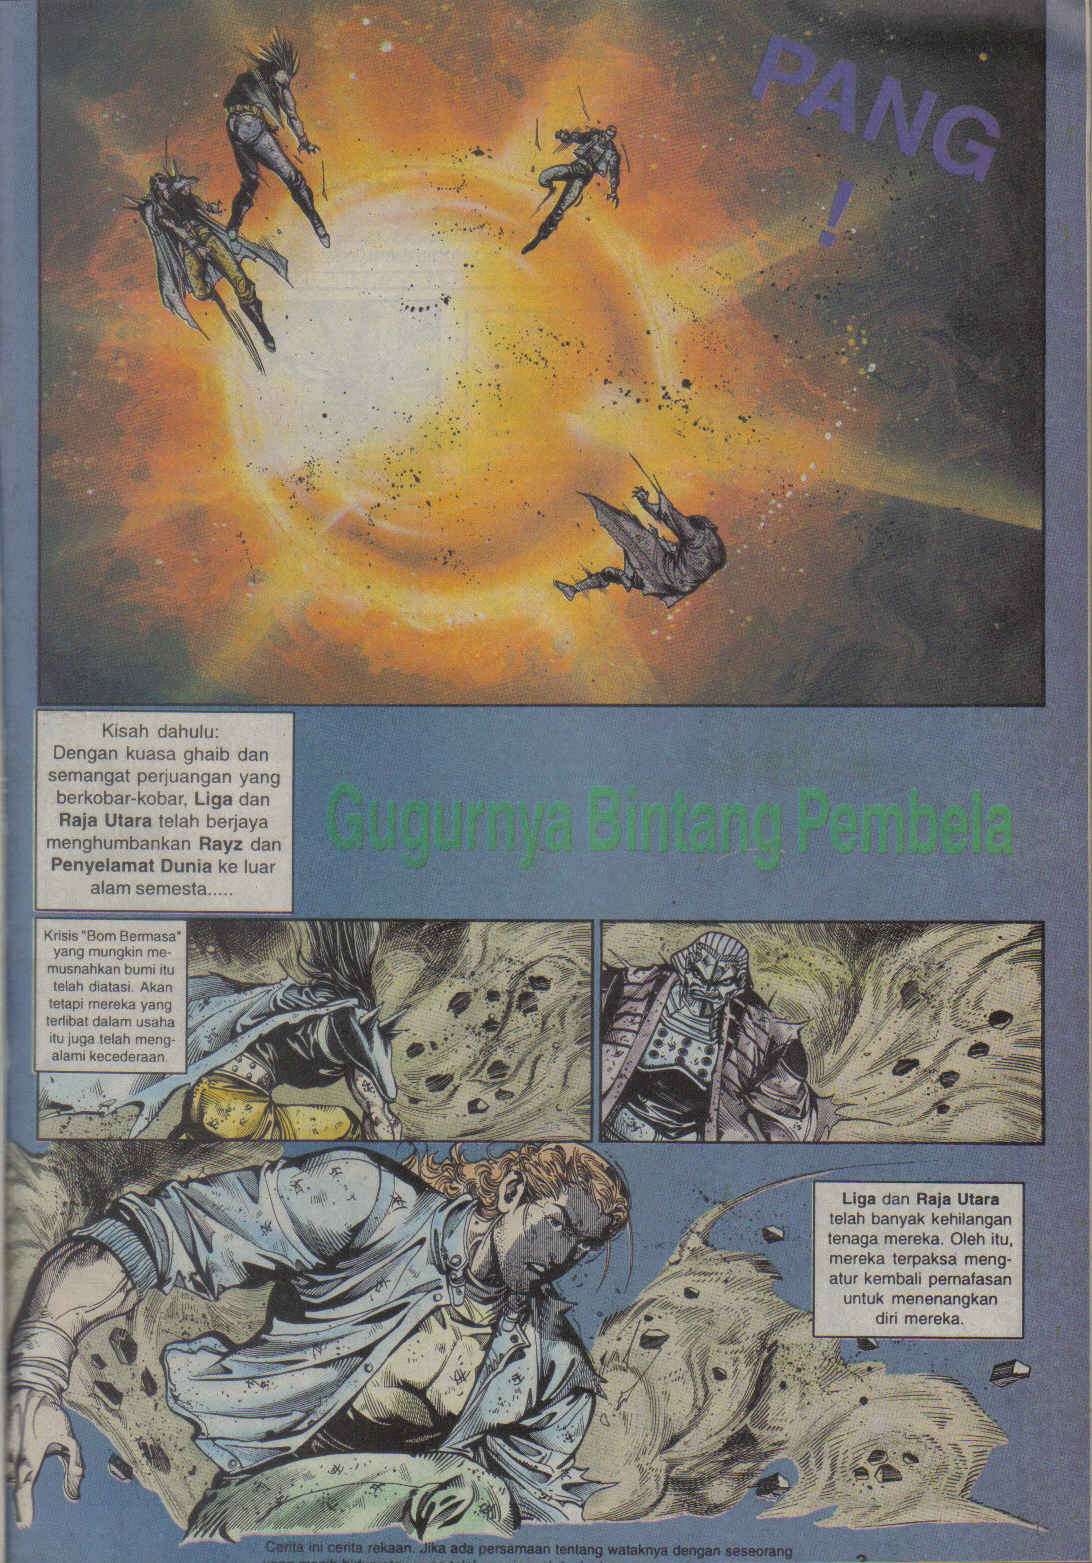 PANG
!
Kisah dahulu:
Dengan kuasa ghaib dan
semangat perjuangan yang
berkobar-kobar, Liga dan
Raja Utara telah berjaya
menghumbankan Rayz dan
Penyelamat Dunia ke luar
alam semesta.....
Gugurnya Bintang Pembela
Krisis "Bom Bermasa"
yang mungkin me-
musnahkan bumi itu
telah diatasi. Akan
tetapi mereka yang
terlibat dalam usaha
itu juga telah meng-
alami kecederaan.
Liga dan Raja Utara
telah banyak kehilangan
tenaga mereka. Oleh itu,
mereka terpaksa meng-
atur kembali pernafasan
untuk menenangkan
diri mereka.
Cerita ini cerita rekaan. Jika ada persamaan tentang wataknya dengan seseorang